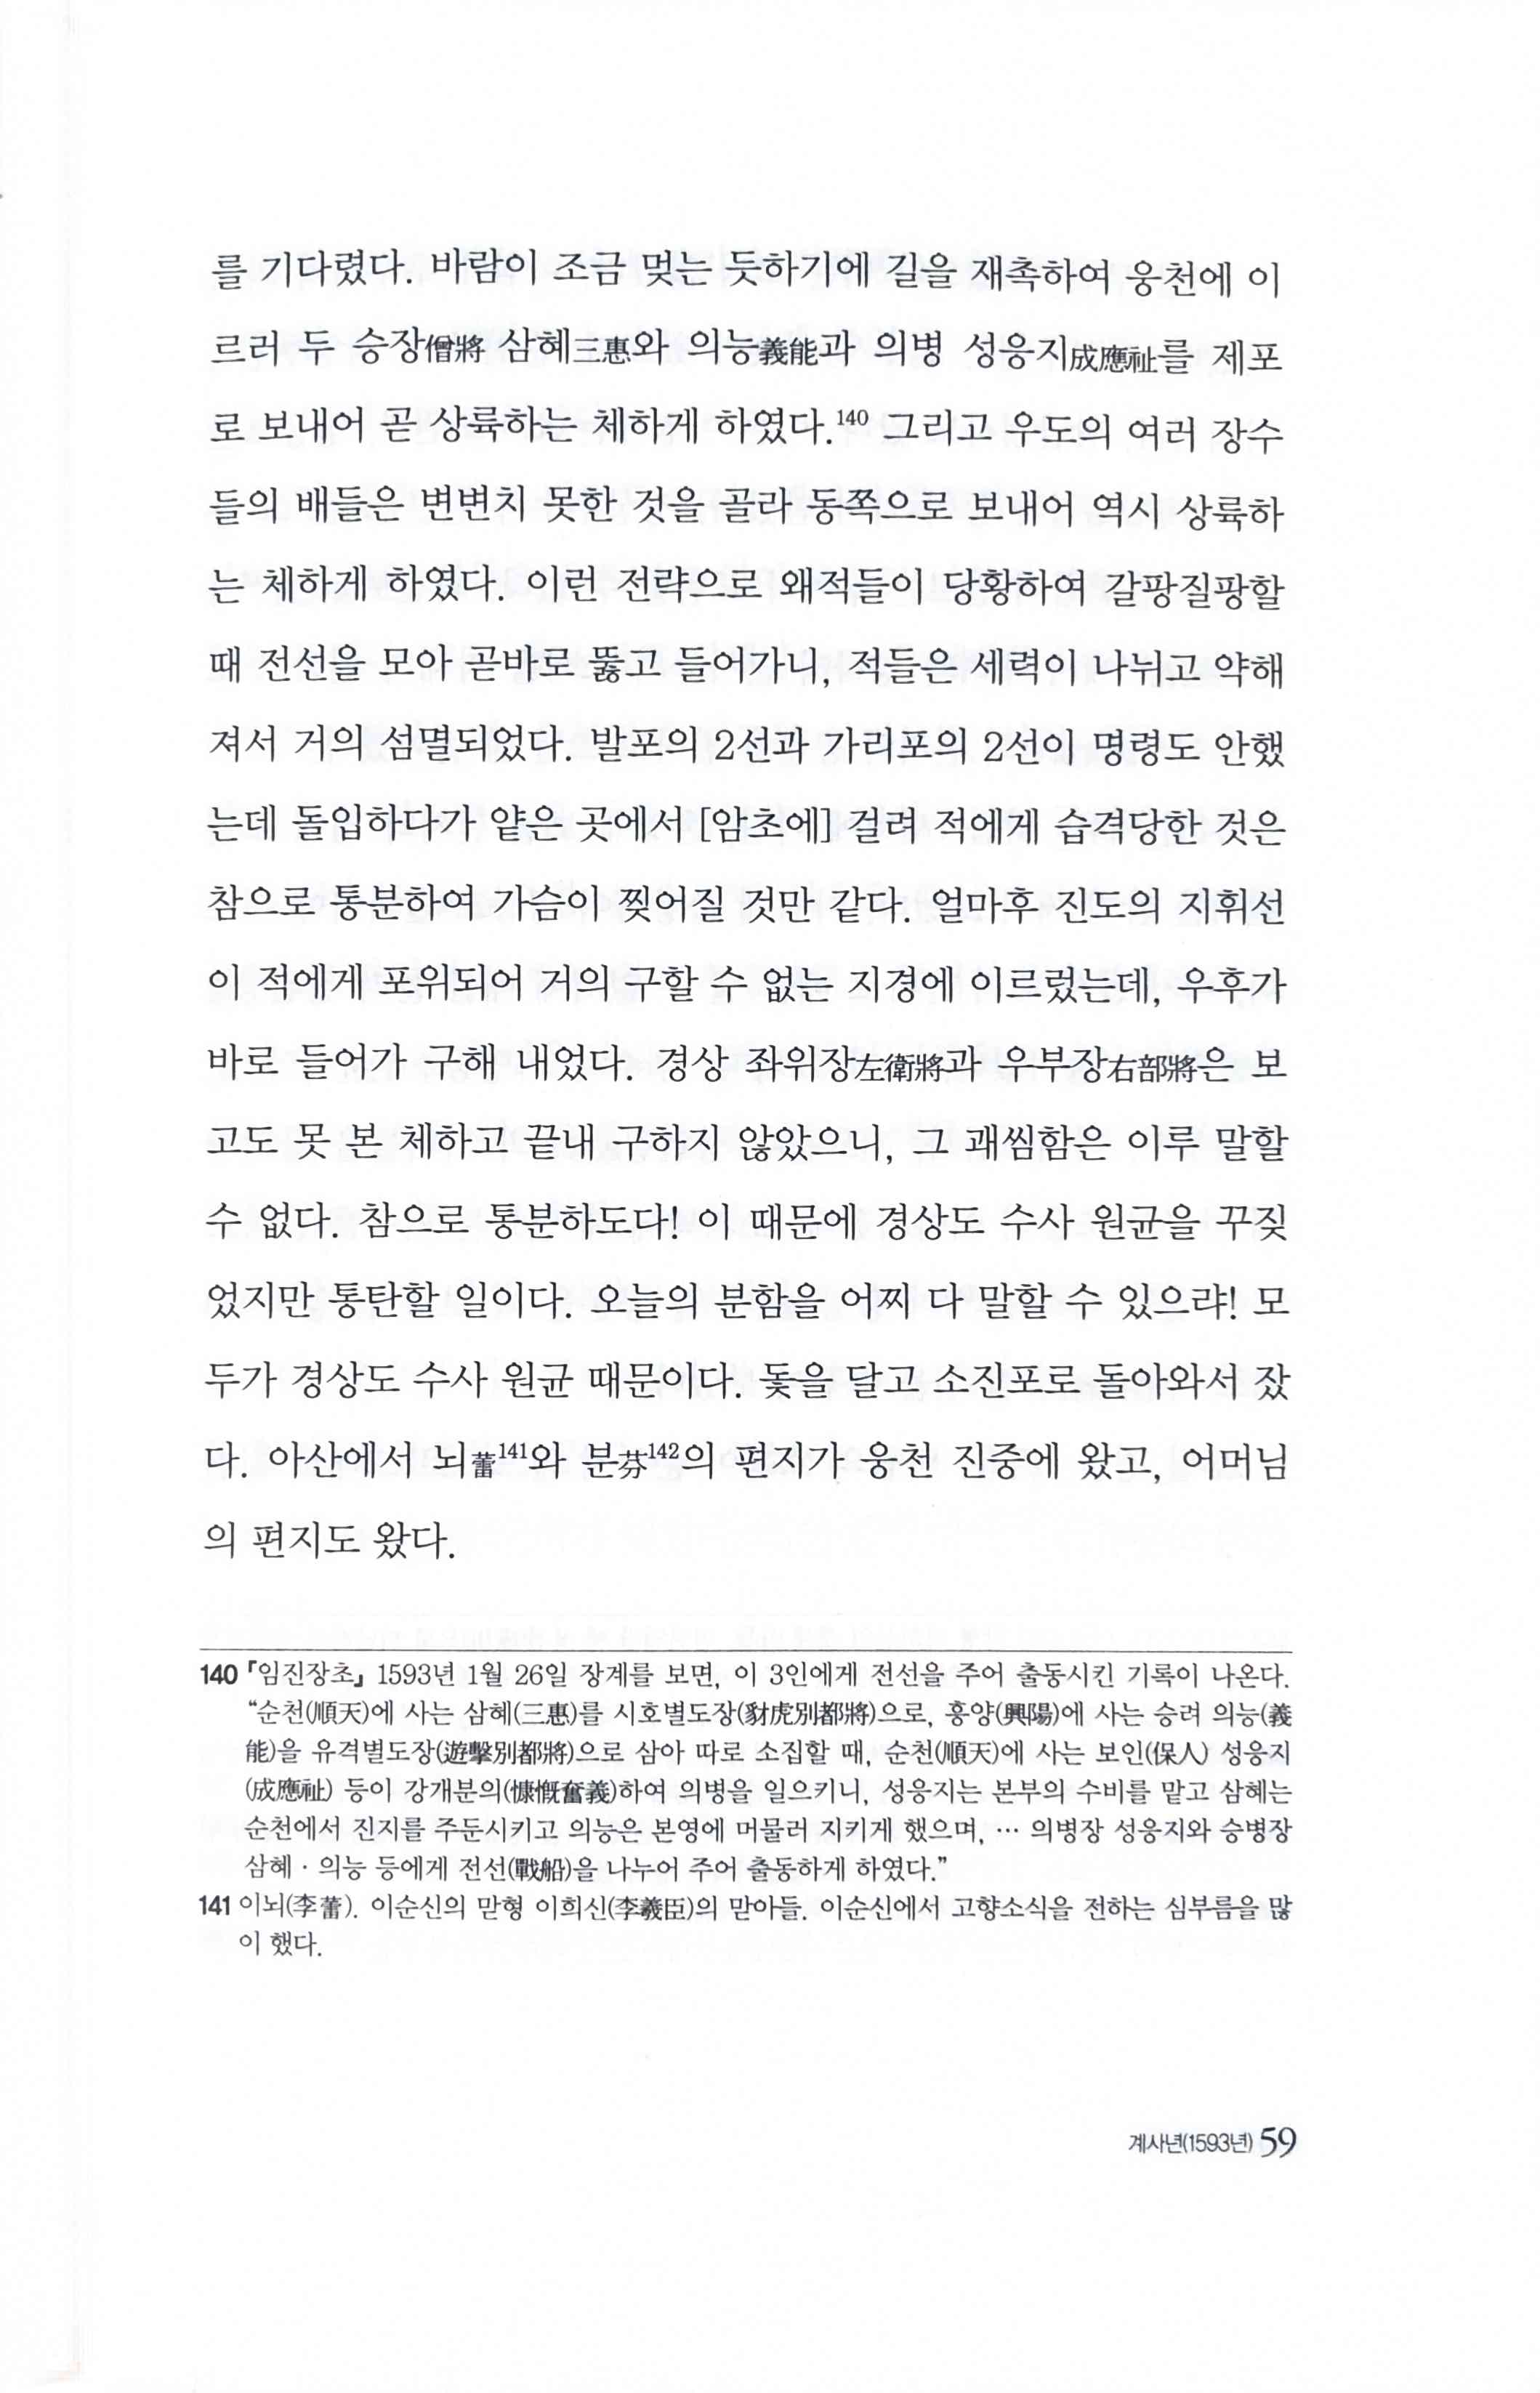 를 기다렸다. 바람이 조금 멎는 듯하기에 길을 재촉하여 웅천에 이
르러 두 승장僧將 삼혜三惠와 의능義能과 의병 성응지成應祉를 제포
로 보내어 곧 상륙하는 체하게 하였다.140 그리고 우도의 여러 장수
들의 배들은 변변치 못한 것을 골라 동쪽으로 보내어 역시 상륙하
는 체하게 하였다. 이런 전략으로 왜적들이 당황하여 갈팡질팡할
때 전선을 모아 곧바로 뚫고 들어가니, 적들은 세력이 나뉘고 약해
져서 거의 섬멸되었다. 발포의 2선과 가리포의 2선이 명령도 안했
는데 돌입하다가 얕은 곳에서 [암초에] 걸려 적에게 습격당한 것은
참으로 통분하여 가슴이 찢어질 것만 같다. 얼마후 진도의 지휘선
이 적에게 포위되어 거의 구할 수 없는 지경에 이르렀는데, 우후가
바로 들어가 구해 내었다. 경상 좌위장左衛將과 우부장右部將은 보
고도 못 본 체하고 끝내 구하지 않았으니, 그 괘씸함은 이루 말할
수 없다. 참으로 통분하도다! 이 때문에 경상도 수사 원균을 꾸짖
었지만 통탄할 일이다. 오늘의 분함을 어찌 다 말할 수 있으랴! 모
두가 경상도 수사 원균 때문이다. 돛을 달고 소진포로 돌아와서 잤
다. 아산에서 뇌蕾141와 분芬142의 편지가 웅천 진중에 왔고, 어머님
의 편지도 왔다.
140 『임진장초』 1593년 1월 26일 장계를 보면, 이 3인에게 전선을 주어 출동시킨 기록이 나온다.
“순천(順天)에 사는 삼혜(三惠)를 시호별도장(豺虎別都將)으로, 흥양(興陽)에 사는 승려 의능(義
能)을 유격별도장(遊擊別都將)으로 삼아 따로 소집할 때, 순천(順天)에 사는 보인(保人) 성응지
(成應祉) 등이 강개분의(慷慨奮義)하여 의병을 일으키니, 성응지는 본부의 수비를 맡고 삼혜는
순천에서 진지를 주둔시키고 의능은 본영에 머물러 지키게 했으며, … 의병장 성응지와 승병장
삼혜 · 의능 등에게 전선(戰船)을 나누어 주어 출동하게 하였다.”
141 이뇌(李蕾). 이순신의 맏형 이희신(李羲臣)의 맏아들. 이순신에서 고향소식을 전하는 심부름을 많
이 했다.
계사년(1593년) 59